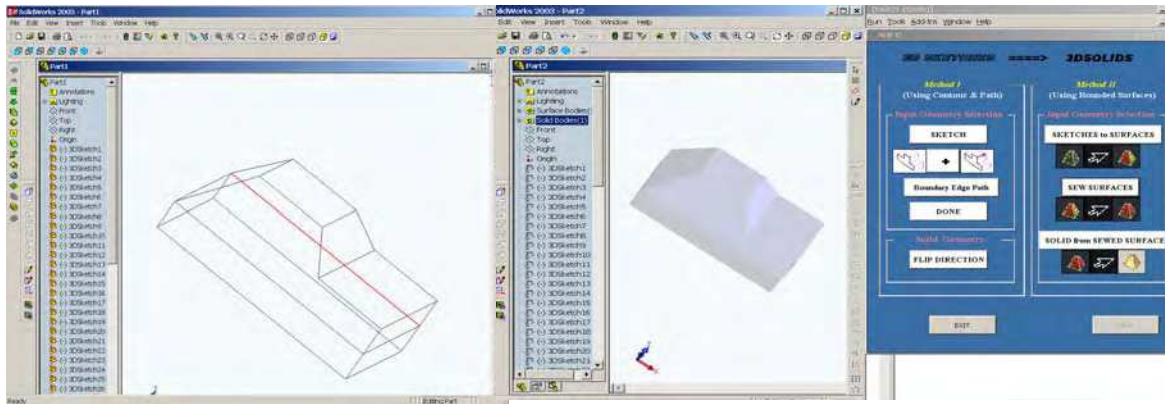 SolidWorks 2003 - Part1
File Edit View Insert Tools Window Help
Part1
Part1
Annotations
Lighting
Front
Top
Right
Origin
(-) 3DSketch1
(-) 3DSketch2
(-) 3DSketch3
(-) 3DSketch4
(-) 3DSketch5
(-) 3DSketch6
(-) 3DSketch7
(-) 3DSketch8
(-) 3DSketch9
(-) 3DSketch10
(-) 3DSketch11
(-) 3DSketch12
(-) 3DSketch13
(-) 3DSketch14
(-) 3DSketch15
(-) 3DSketch16
(-) 3DSketch17
(-) 3DSketch18
(-) 3DSketch19
(-) 3DSketch20
(-) 3DSketch21
(-) 3DSketch22
(-) 3DSketch23
(-) 3DSketch24
(-) 3DSketch25
(-) 3DSketch26
Ready
Editing Part
SolidWorks 2003 - Part2
Edit View Insert Tools Window Help
Part2
Part2
Annotations
Lighting
Surface Bodies(
Solid Bodies(1)
Front
Top
Right
Origin
(-) 3DSketch1
(-) 3DSketch2
(-) 3DSketch3
(-) 3DSketch4
(-) 3DSketch5
(-) 3DSketch6
(-) 3DSketch7
(-) 3DSketch8
(-) 3DSketch9
(-) 3DSketch10
(-) 3DSketch11
(-) 3DSketch12
(-) 3DSketch13
(-) 3DSketch14
(-) 3DSketch15
(-) 3DSketch16
(-) 3DSketch17
(-) 3DSketch18
(-) 3DSketch19
(-) 3DSketch20
(-) 3DSketch21
Run Tools Add-Ins Window Help
3D SKETCHES ====> 3DSOLIDS
Method I
(Using Contour & Path)
Input Geometry Selection
SKETCH
+
Boundary Edge Path
DONE
Solid Geometry
FLIP DIRECTION
EXIT
Method II
(Using Bounded Surfaces)
Input Geometry Selection
SKETCHES to SURFACES
SEW SURFACES
SOLID from SEWED SURFACE